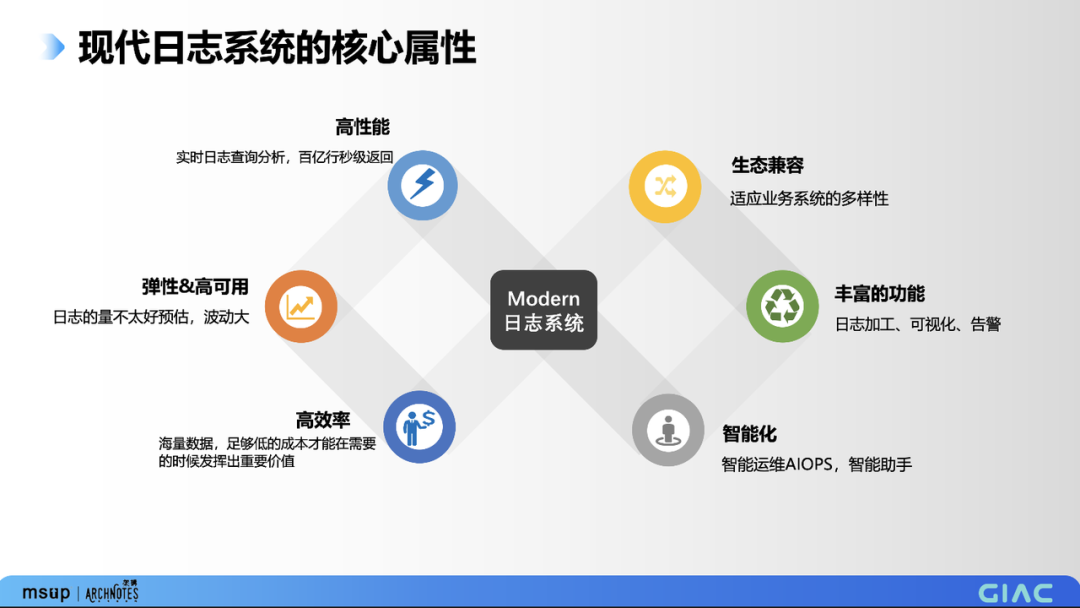 现代日志系统的核心属性
高性能
实时日志查询分析，百亿行秒级返回
弹性&高可用
日志的量不太好预估，波动大
高效率
海量数据，足够低的成本才能在需要
的时候发挥出重要价值
Modern
日志系统
生态兼容
适应业务系统的多样性
丰富的功能
日志加工、可视化、告警
智能化
智能运维AIOPS，智能助手
msup
ARCHNOTES
GIAC